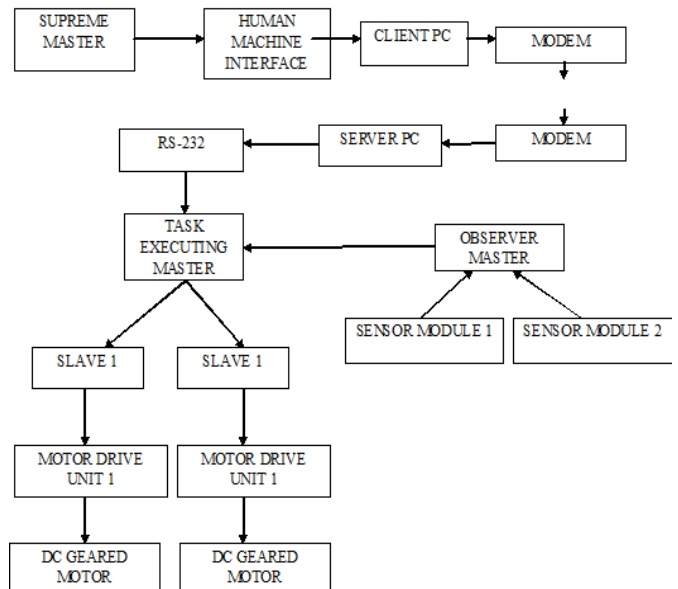 SUPREME
MASTER
HUMAN
MACHINE
INTERFACE
CLIENT PC
MODEM
RS-232
SERVER PC
MODEM
TASK
EXECUTING
MASTER
OBSERVER
MASTER
SENSOR MODULE 1
SENSOR MODULE 2
SLAVE 1
SLAVE 1
MOTOR DRIVE
UNIT 1
MOTOR DRIVE
UNIT 1
DC GEARED
MOTOR
DC GEARED
MOTOR